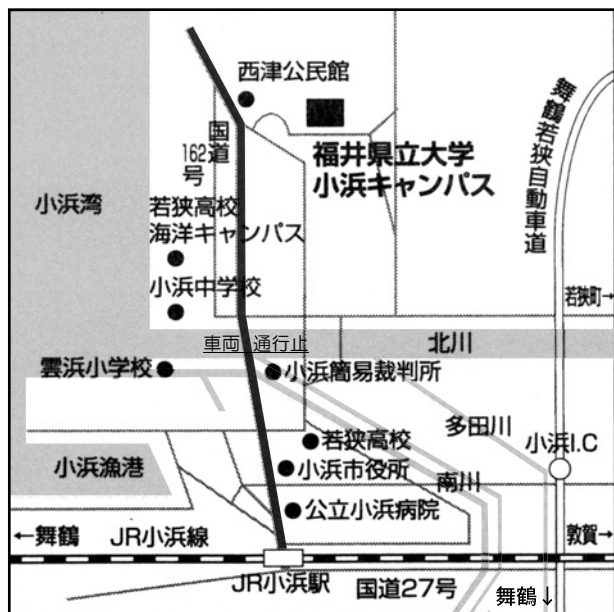 西津公民館
国道
162
号
福井県立大学
小浜キャンパス
舞鶴若狭自動車道
小浜湾
若狭高校
海洋キャンパス
小浜中学校
若狭町→
車両 通行止
北川
雲浜小学校
小浜簡易裁判所
多田川
若狭高校
小浜I.C
小浜漁港
小浜市役所
南川
公立小浜病院
←舞鶴
JR小浜線
敦賀→
JR小浜駅
国道27号
舞鶴↓